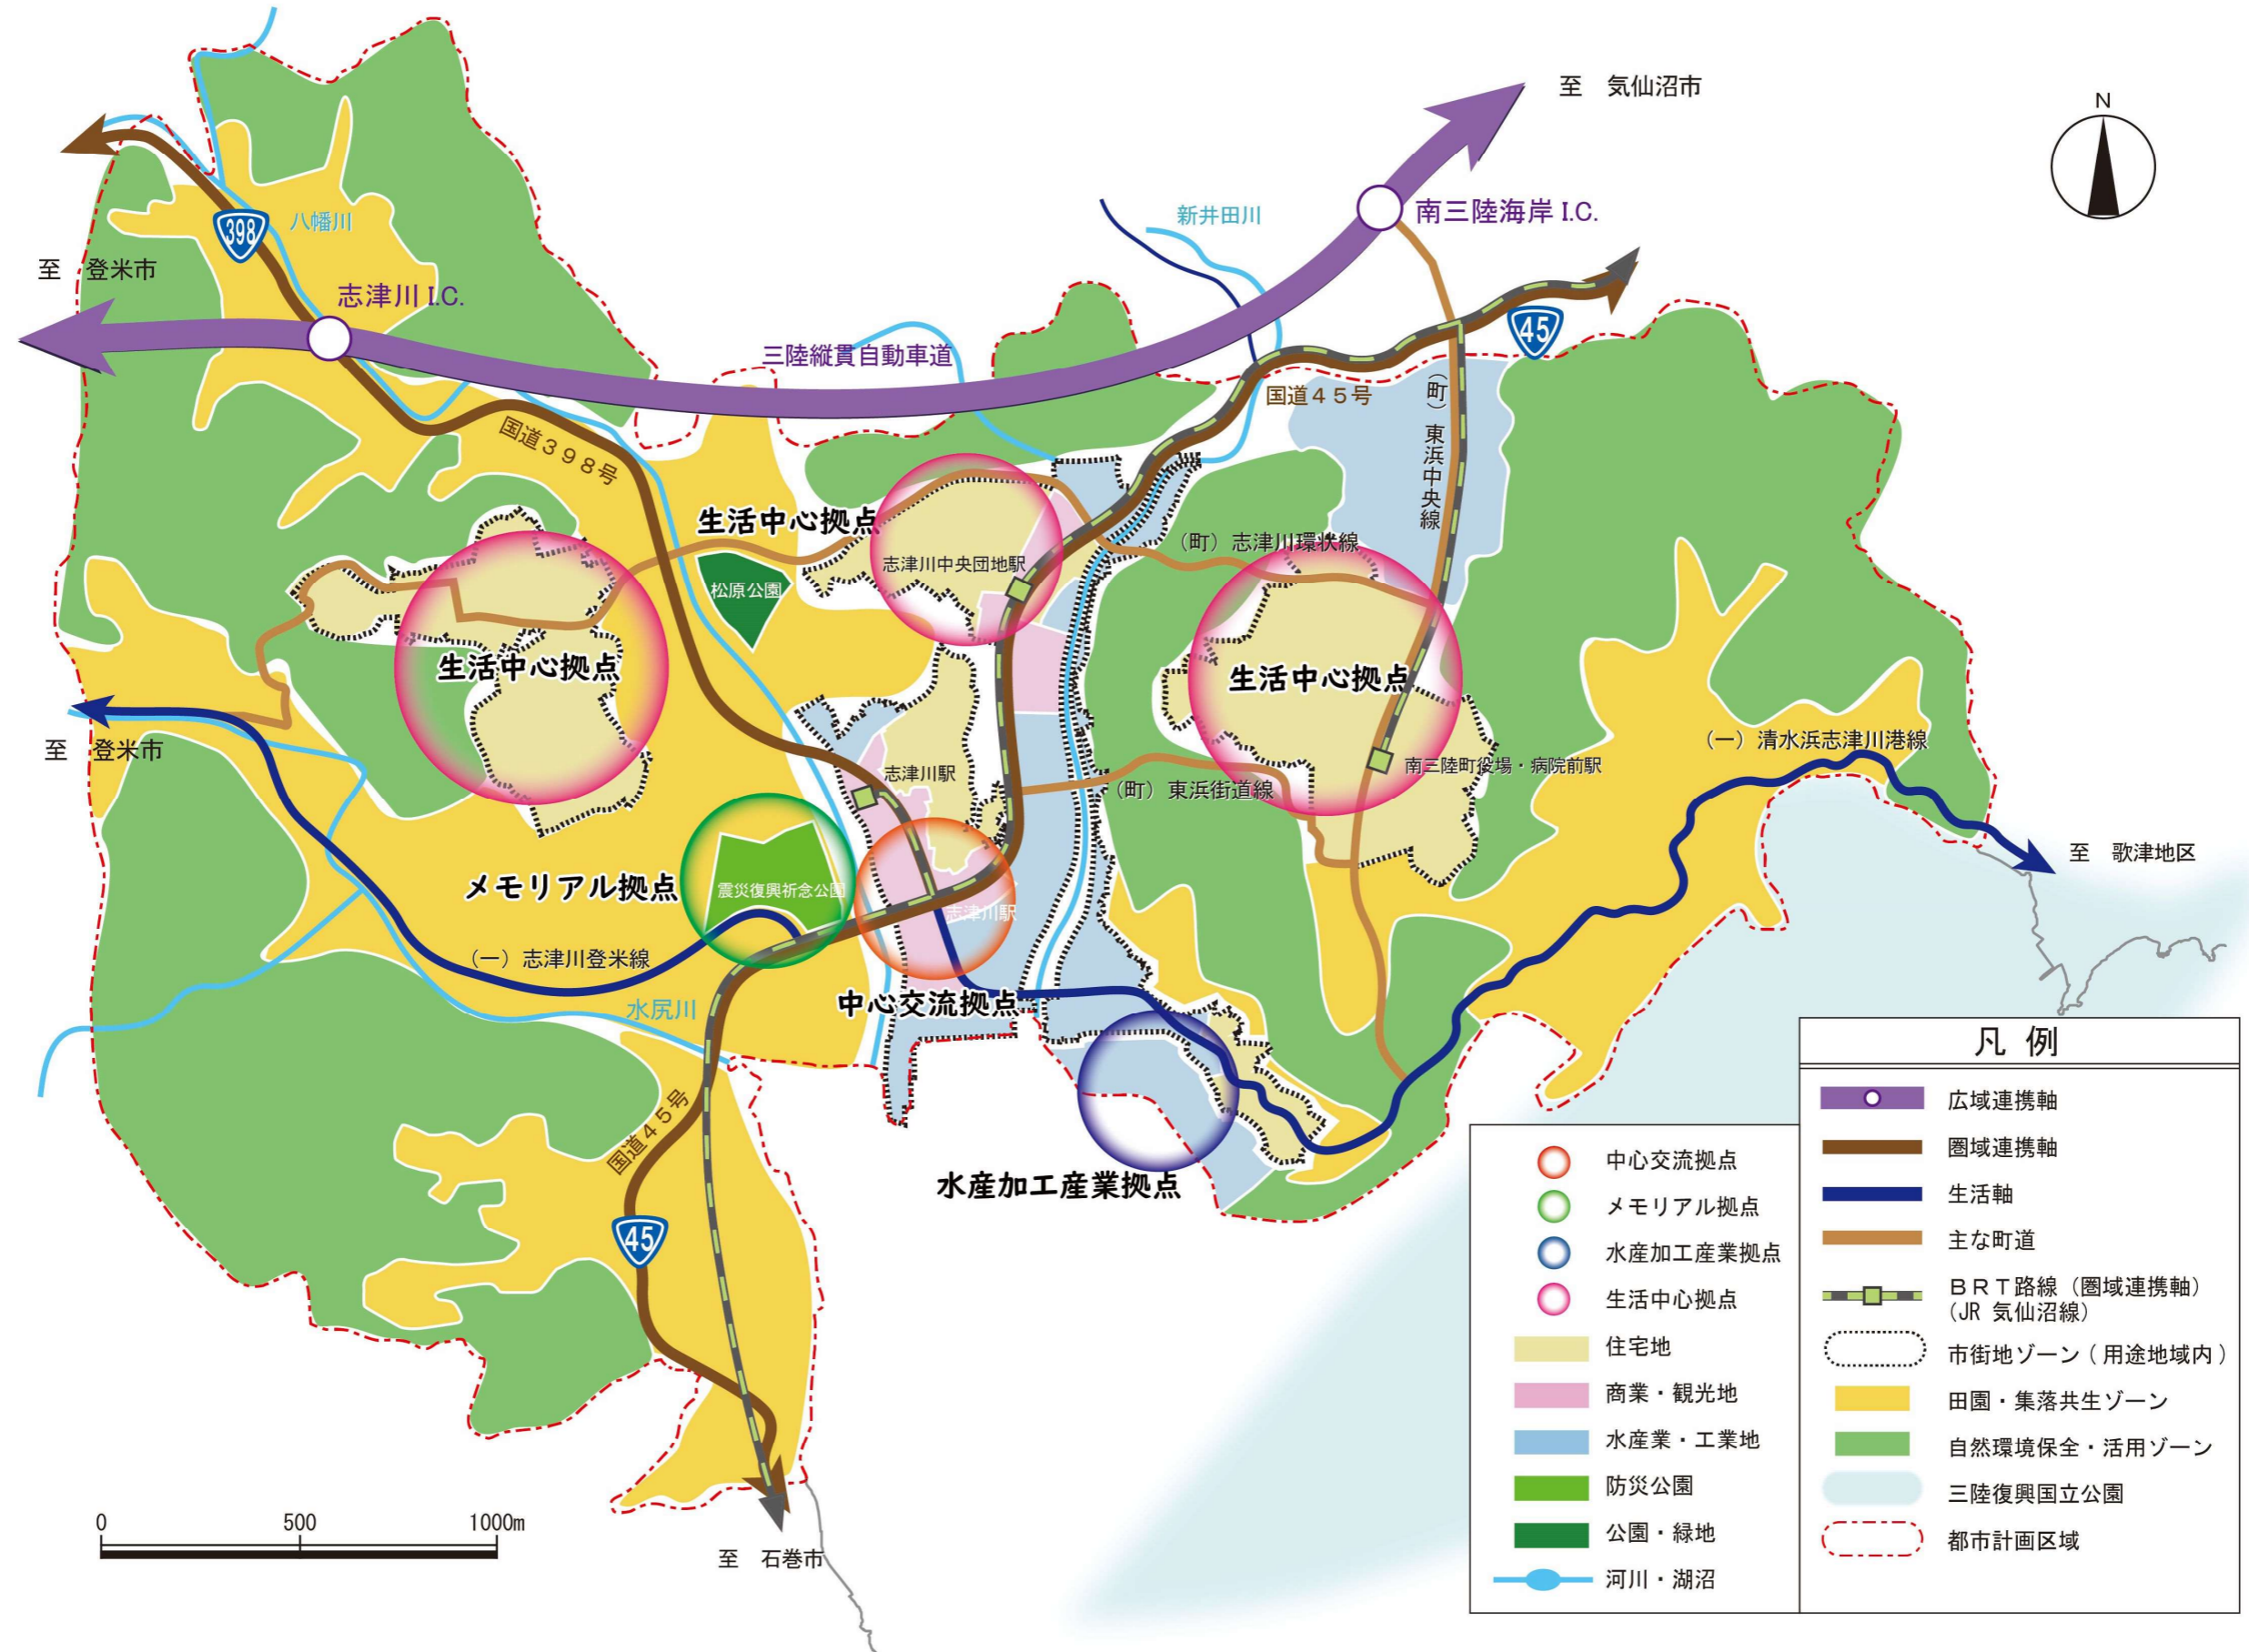 至 気仙沼市
N
新井田川
南三陸海岸 I.C.
398
八幡川
至 登米市
志津川 I.C.
45
三陸縦貫自動車道
国道４５号
（町）東浜中央線
国道３９８号
生活中心拠点
（町）志津川環状線
志津川中央団地駅
松原公園
生活中心拠点
生活中心拠点
至 登米市
（一）清水浜志津川港線
南三陸町役場・病院前駅
志津川駅
（町）東浜街道線
至 歌津地区
メモリアル拠点
震災復興祈念公園
志津川駅
（一）志津川登米線
中心交流拠点
水尻川
国道４５号
水産加工産業拠点
45
0 500 1000m
至 石巻市
凡 例
広域連携軸
圏域連携軸
生活軸
主な町道
ＢＲＴ路線（圏域連携軸）
(JR 気仙沼線)
市街地ゾーン ( 用途地域内 )
田園・集落共生ゾーン
自然環境保全・活用ゾーン
三陸復興国立公園
都市計画区域
中心交流拠点
メモリアル拠点
水産加工産業拠点
生活中心拠点
住宅地
商業・観光地
水産業・工業地
防災公園
公園・緑地
河川・湖沼